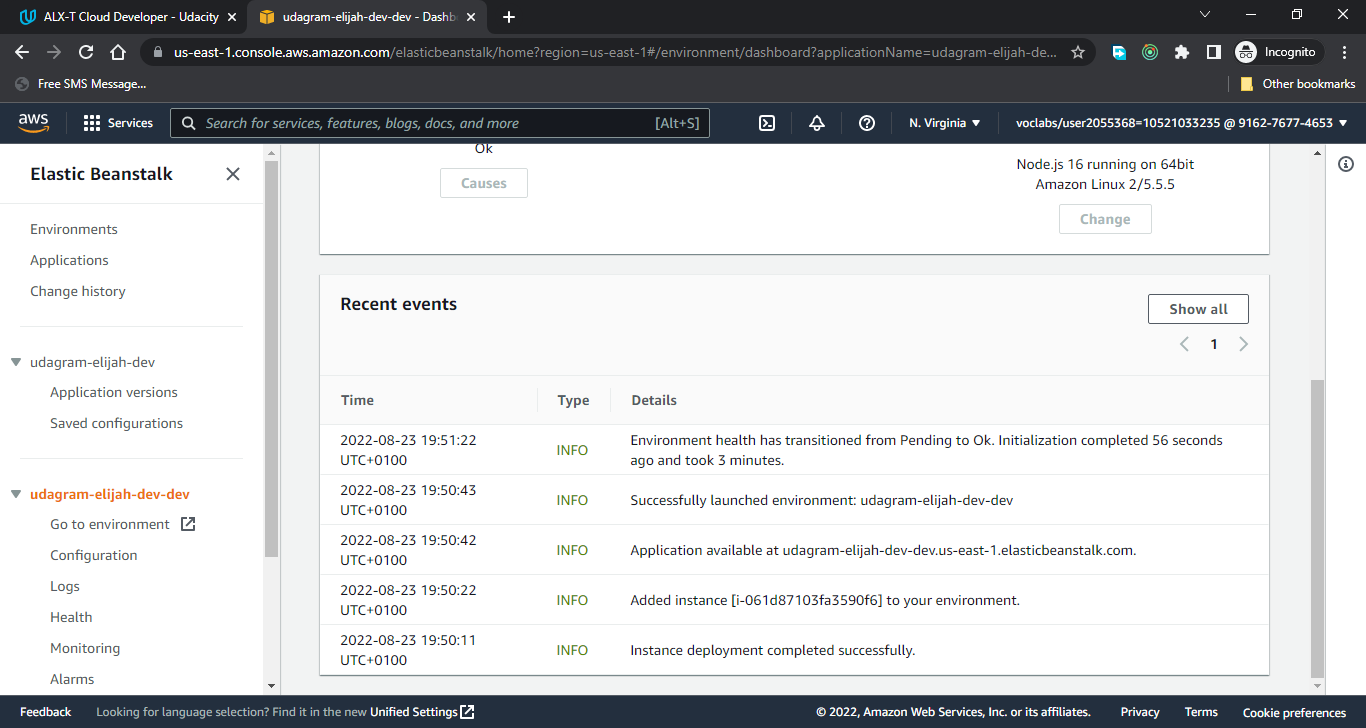 ALX-T Cloud Developer - Udacity
udagram-elijah-dev-dev - Dashb
us-east-1.console.aws.amazon.com/elasticbeanstalk/home?region=us-east-1#/environment/dashboard?applicationName=udagram-elijah-de...
Incognito
Free SMS Message...
Other bookmarks
aws
Services
Search for services, features, blogs, docs, and more
[Alt+S]
N. Virginia
voclabs/user2055368=10521033235 @ 9162-7677-4653
Elastic Beanstalk
Environments
Applications
Change history
udagram-elijah-dev
Application versions
Saved configurations
udagram-elijah-dev-dev
Go to environment
Configuration
Logs
Health
Monitoring
Alarms
Ok
Causes
Node.js 16 running on 64bit
Amazon Linux 2/5.5.5
Change
Recent events
Show all
1
Time Type Details
2022-08-23 19:51:22
UTC+0100
INFO
Environment health has transitioned from Pending to Ok. Initialization completed 56 seconds
ago and took 3 minutes.
2022-08-23 19:50:43
UTC+0100
INFO
Successfully launched environment: udagram-elijah-dev-dev
2022-08-23 19:50:42
UTC+0100
INFO
Application available at udagram-elijah-dev-dev.us-east-1.elasticbeanstalk.com.
2022-08-23 19:50:22
UTC+0100
INFO
Added instance [i-061d87103fa3590f6] to your environment.
2022-08-23 19:50:11
UTC+0100
INFO
Instance deployment completed successfully.
Feedback
Looking for language selection? Find it in the new Unified Settings
© 2022, Amazon Web Services, Inc. or its affiliates.
Privacy
Terms
Cookie preferences